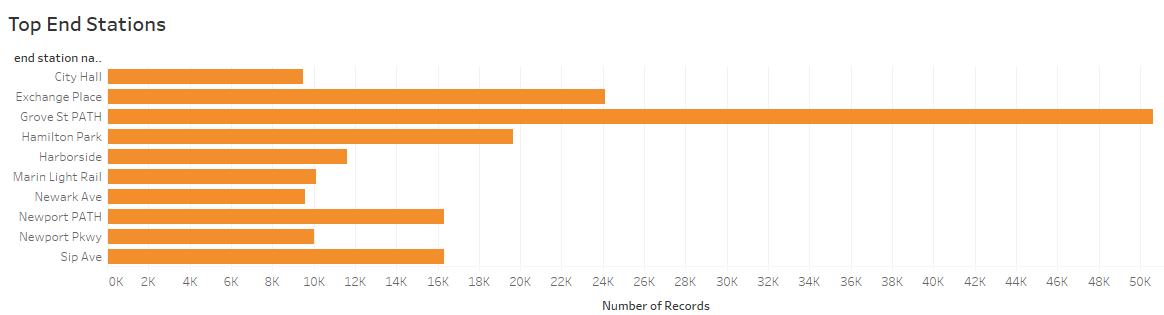 Top End Stations
end station na..
City Hall
Exchange Place
Grove St PATH
Hamilton Park
Harborside
Marin Light Rail
Newark Ave
Newport PATH
Newport Pkwy
Sip Ave
0K 2K 4K 6K 8K 10K 12K 14K 16K 18K 20K 22K 24K 26K 28K 30K 32K 34K 36K 38K 40K 42K 44K 46K 48K 50K
Number of Records